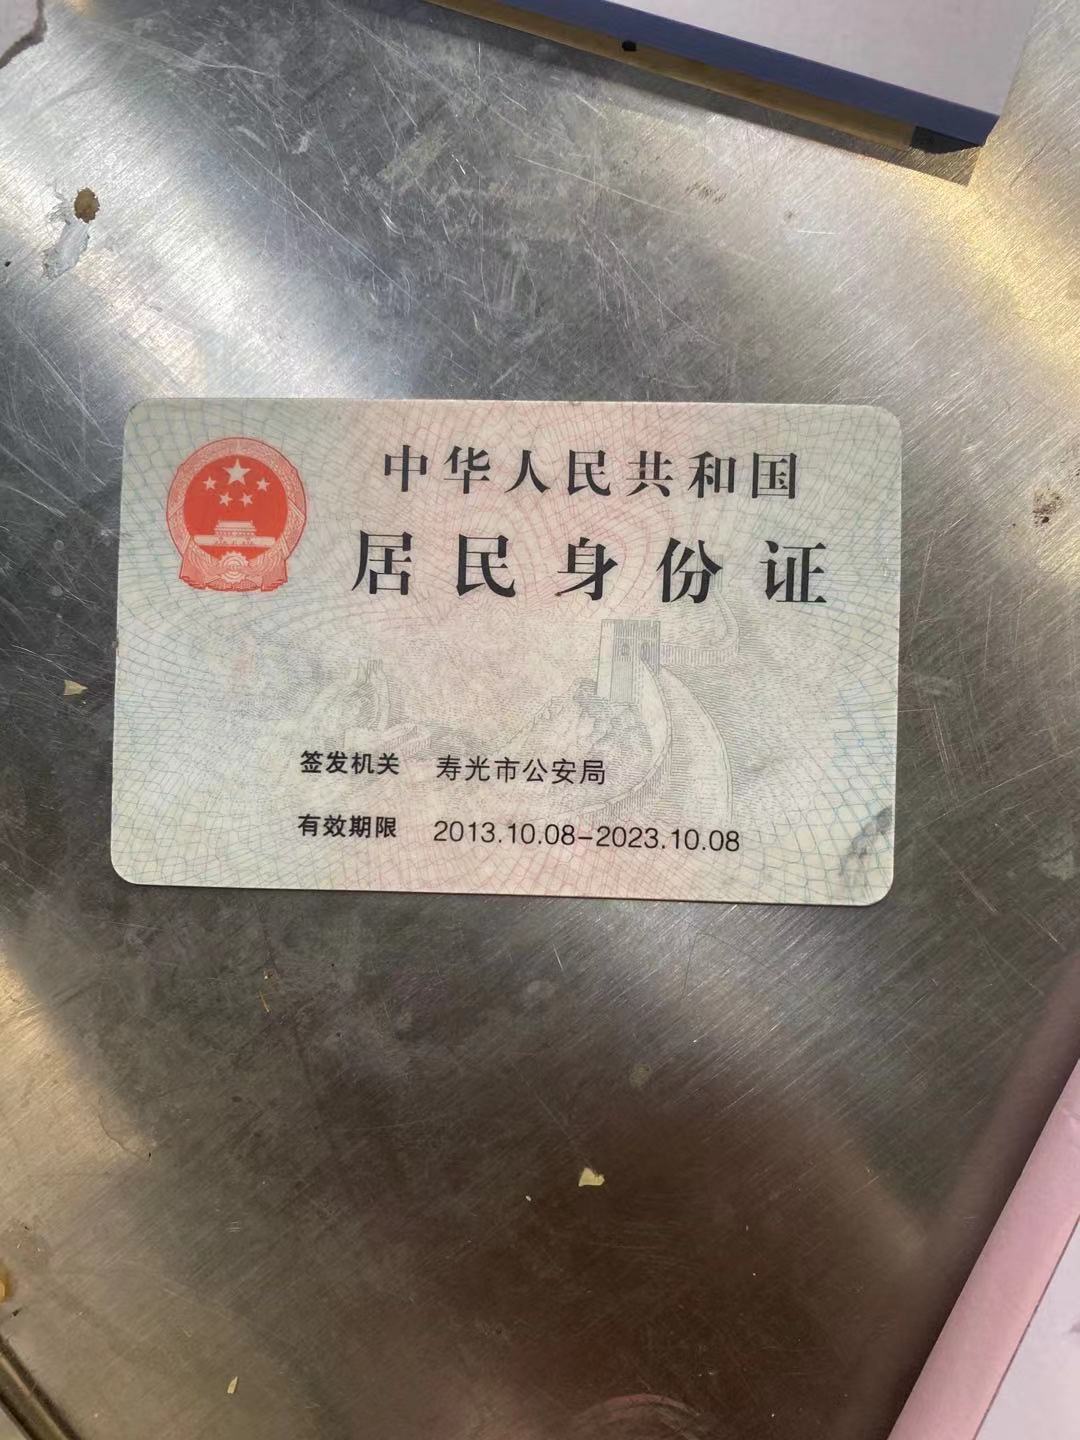 中华人民共和国
居民身份证
签发机关 寿光市公安局
有效期限 2013.10.08-2023.10.08